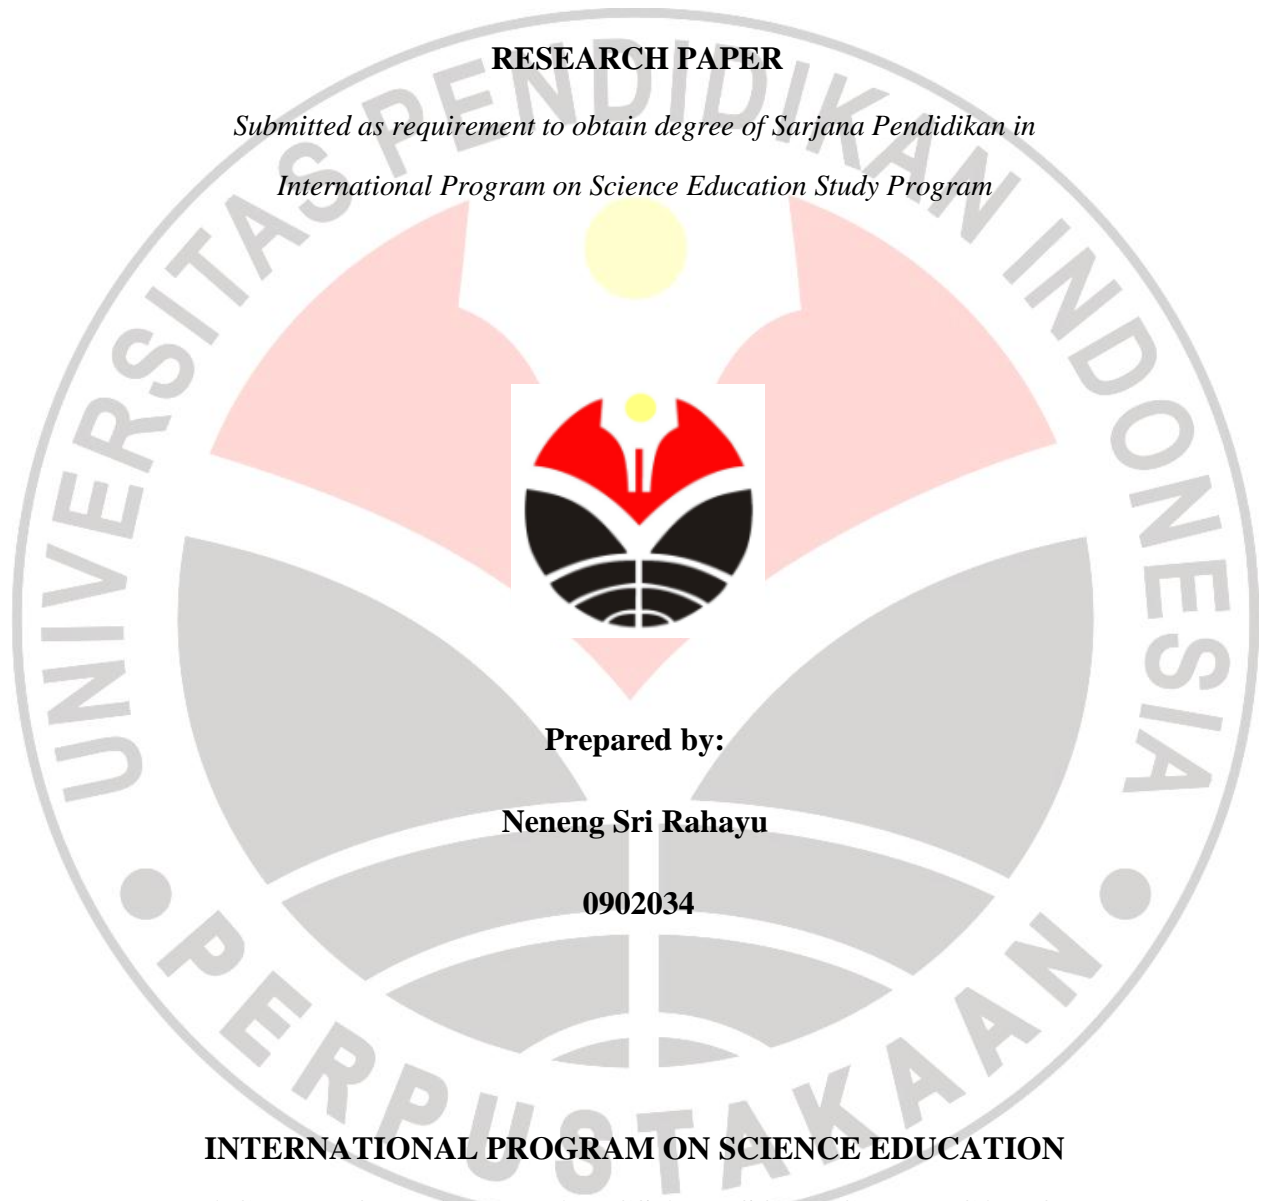 RESEARCH PAPER
Submitted as requirement to obtain degree of Sarjana Pendidikan in
International Program on Science Education Study Program
Prepared by:
Neneng Sri Rahayu
0902034
INTERNATIONAL PROGRAM ON SCIENCE EDUCATION
UNIVERSITAS PENDIDIKAN INDONESIA
PERPUSTAKAAN